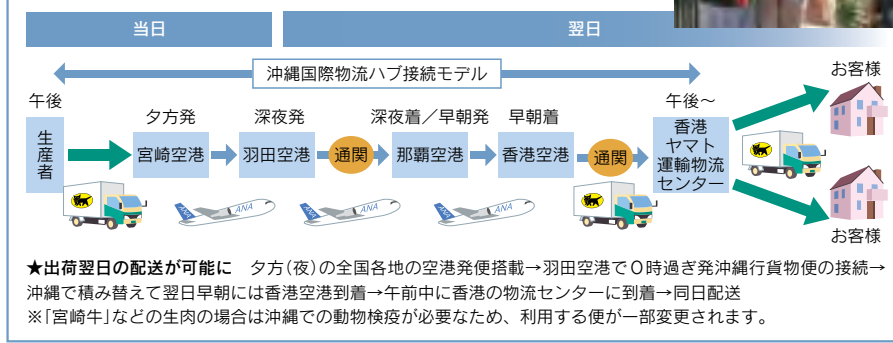 当日
翌日
沖縄国際物流ハブ接続モデル
午後
生産者
夕方発
宮崎空港
深夜発
羽田空港
通関
深夜着／早朝発
那覇空港
早朝着
香港空港
通関
午後～
香港
ヤマト
運輸物流
センター
お客様
お客様
ANA
ANA
ANA
★出荷翌日の配送が可能に　夕方(夜)の全国各地の空港発便搭載→羽田空港で０時過ぎ発沖縄行貨物便の接続→
沖縄で積み替えて翌日早朝には香港空港到着→午前中に香港の物流センターに到着→同日配送
※「宮崎牛」などの生肉の場合は沖縄での動物検疫が必要なため、利用する便が一部変更されます。